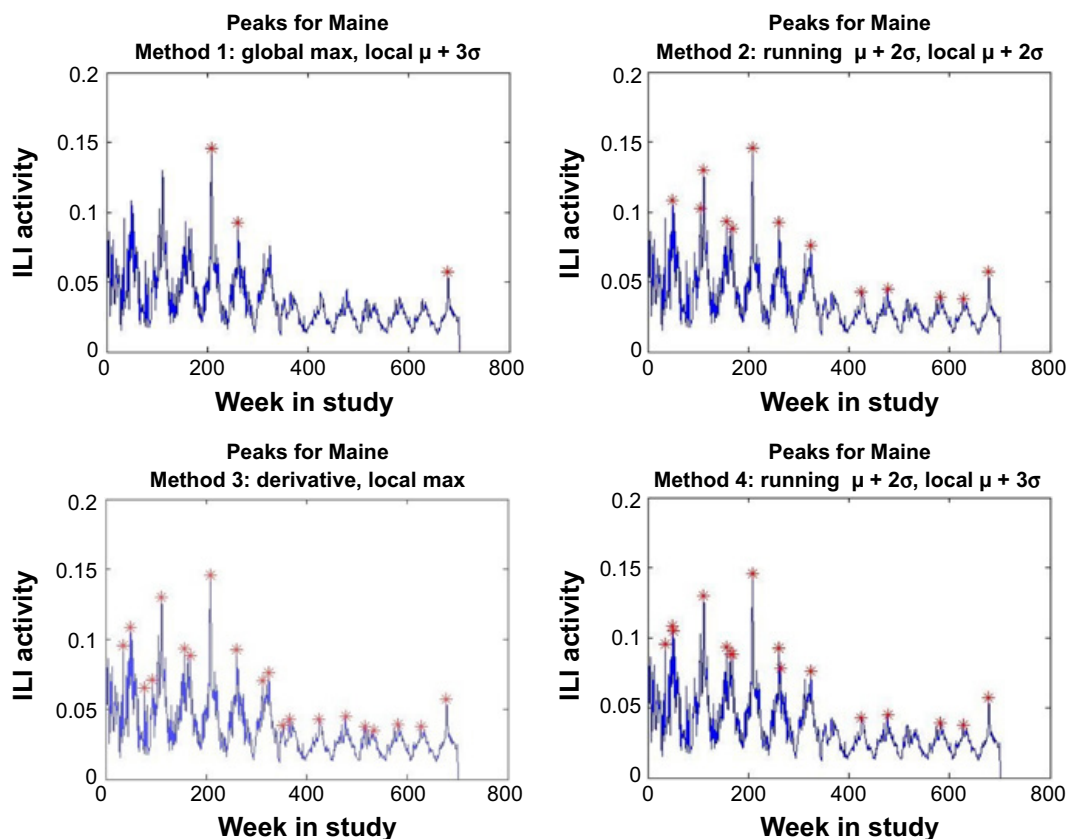 Peaks for Maine
Method 1: global max, local μ + 3σ
0.2
0.15
0.1
0.05
0
ILI activity
0 200 400 600 800
Week in study
Peaks for Maine
Method 2: running μ + 2σ, local μ + 2σ
0.2
0.15
0.1
0.05
0
ILI activity
0 200 400 600 800
Week in study
Peaks for Maine
Method 3: derivative, local max
0.2
0.15
0.1
0.05
0
ILI activity
0 200 400 600 800
Week in study
Peaks for Maine
Method 4: running μ + 2σ, local μ + 3σ
0.2
0.15
0.1
0.05
0
ILI activity
0 200 400 600 800
Week in study